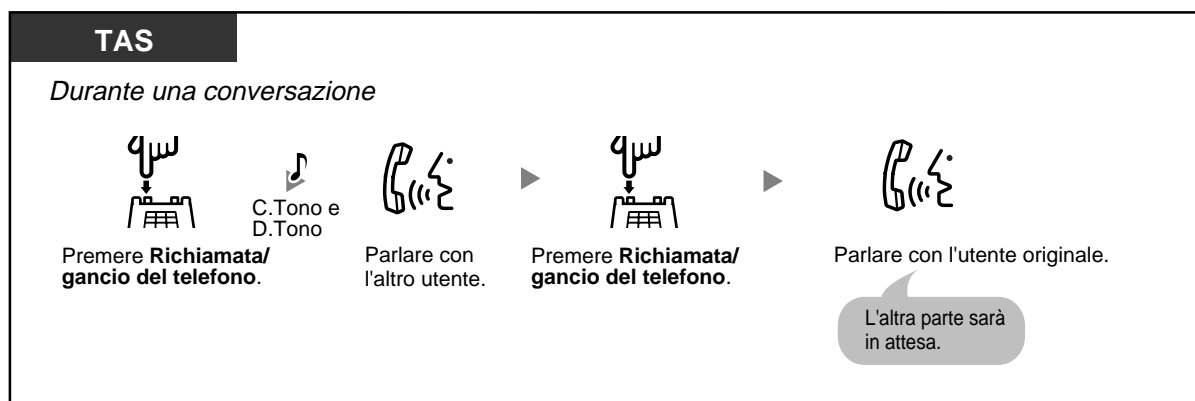 TAS
Durante una conversazione
C.Tono e
D.Tono
Premere Richiamata/
gancio del telefono.
Parlare con
l'altro utente.
Premere Richiamata/
gancio del telefono.
Parlare con l'utente originale.
L'altra parte sarà
in attesa.